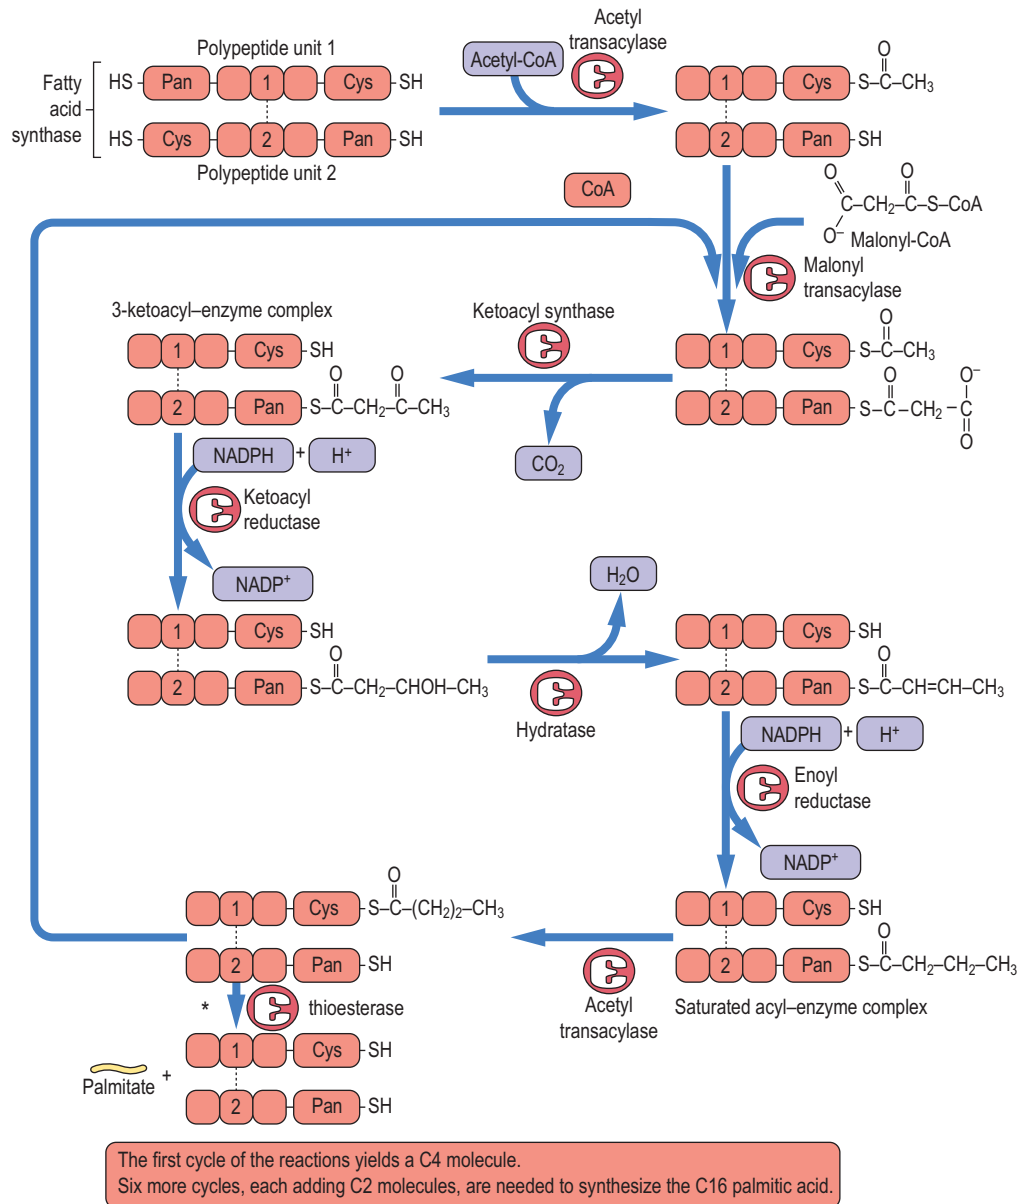 Polypeptide unit 1
Fatty
acid
synthase
HS Pan 1 Cys SH
HS Cys 2 Pan SH
Polypeptide unit 2
Acetyl-CoA
Acetyl
transacylase
1 Cys S–C–CH3
O
2 Pan SH
CoA
O O
C–CH2–C–S–CoA
O–
Malonyl-CoA
Malonyl
transacylase
1 Cys S–C–CH3
O
2 Pan S–C–CH2–C
O O– O
Ketoacyl synthase
CO2
3-ketoacyl–enzyme complex
1 Cys SH
O O
2 Pan S–C–CH2–C–CH3
NADPH + H+
Ketoacyl
reductase
NADP+
1 Cys SH
O
2 Pan S–C–CH2–CHOH–CH3
H2O
Hydratase
1 Cys SH
O
2 Pan S–C–CH=CH–CH3
NADPH + H+
Enoyl
reductase
NADP+
1 Cys SH
O
2 Pan S–C–CH2–CH2–CH3
Saturated acyl–enzyme complex
Acetyl
transacylase
O
1 Cys S–C–(CH2)2–CH3
2 Pan SH
* thioesterase
1 Cys SH
Palmitate +
2 Pan SH
The first cycle of the reactions yields a C4 molecule.
Six more cycles, each adding C2 molecules, are needed to synthesize the C16 palmitic acid.